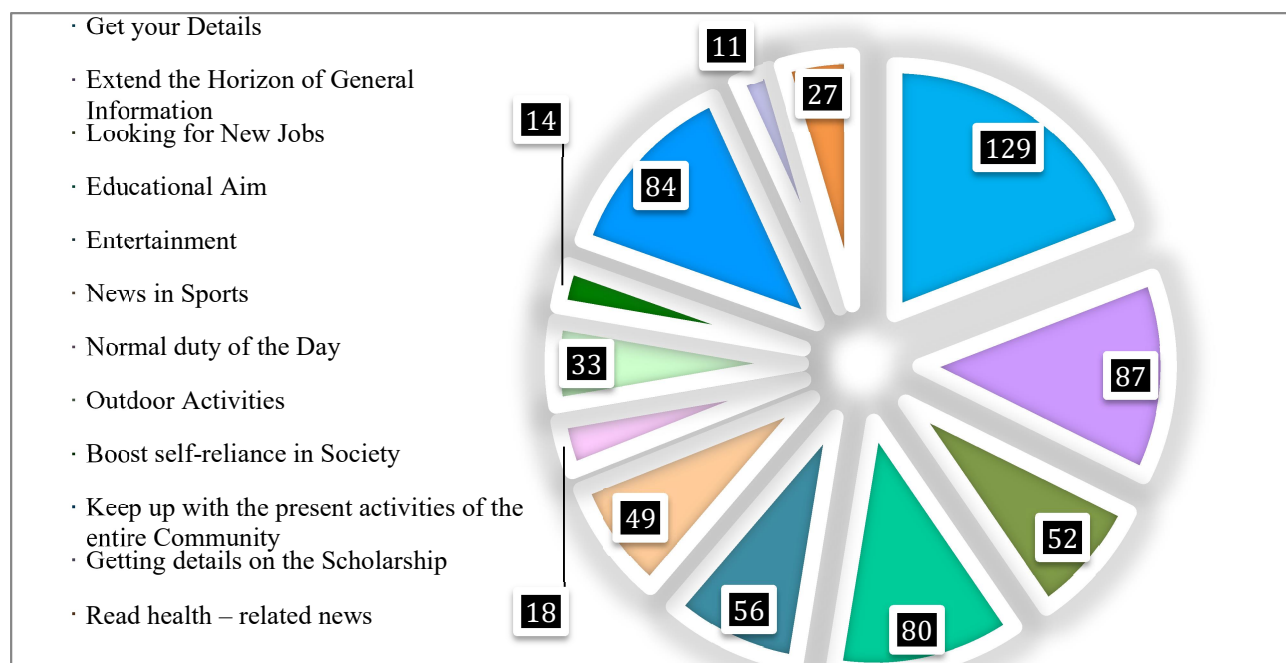 · Get your Details
· Extend the Horizon of General
Information
· Looking for New Jobs
· Educational Aim
· Entertainment
· News in Sports
· Normal duty of the Day
· Outdoor Activities
· Boost self-reliance in Society
· Keep up with the present activities of the
entire Community
· Getting details on the Scholarship
· Read health – related news
11
27
129
14
84
33
87
49
52
18
56
80